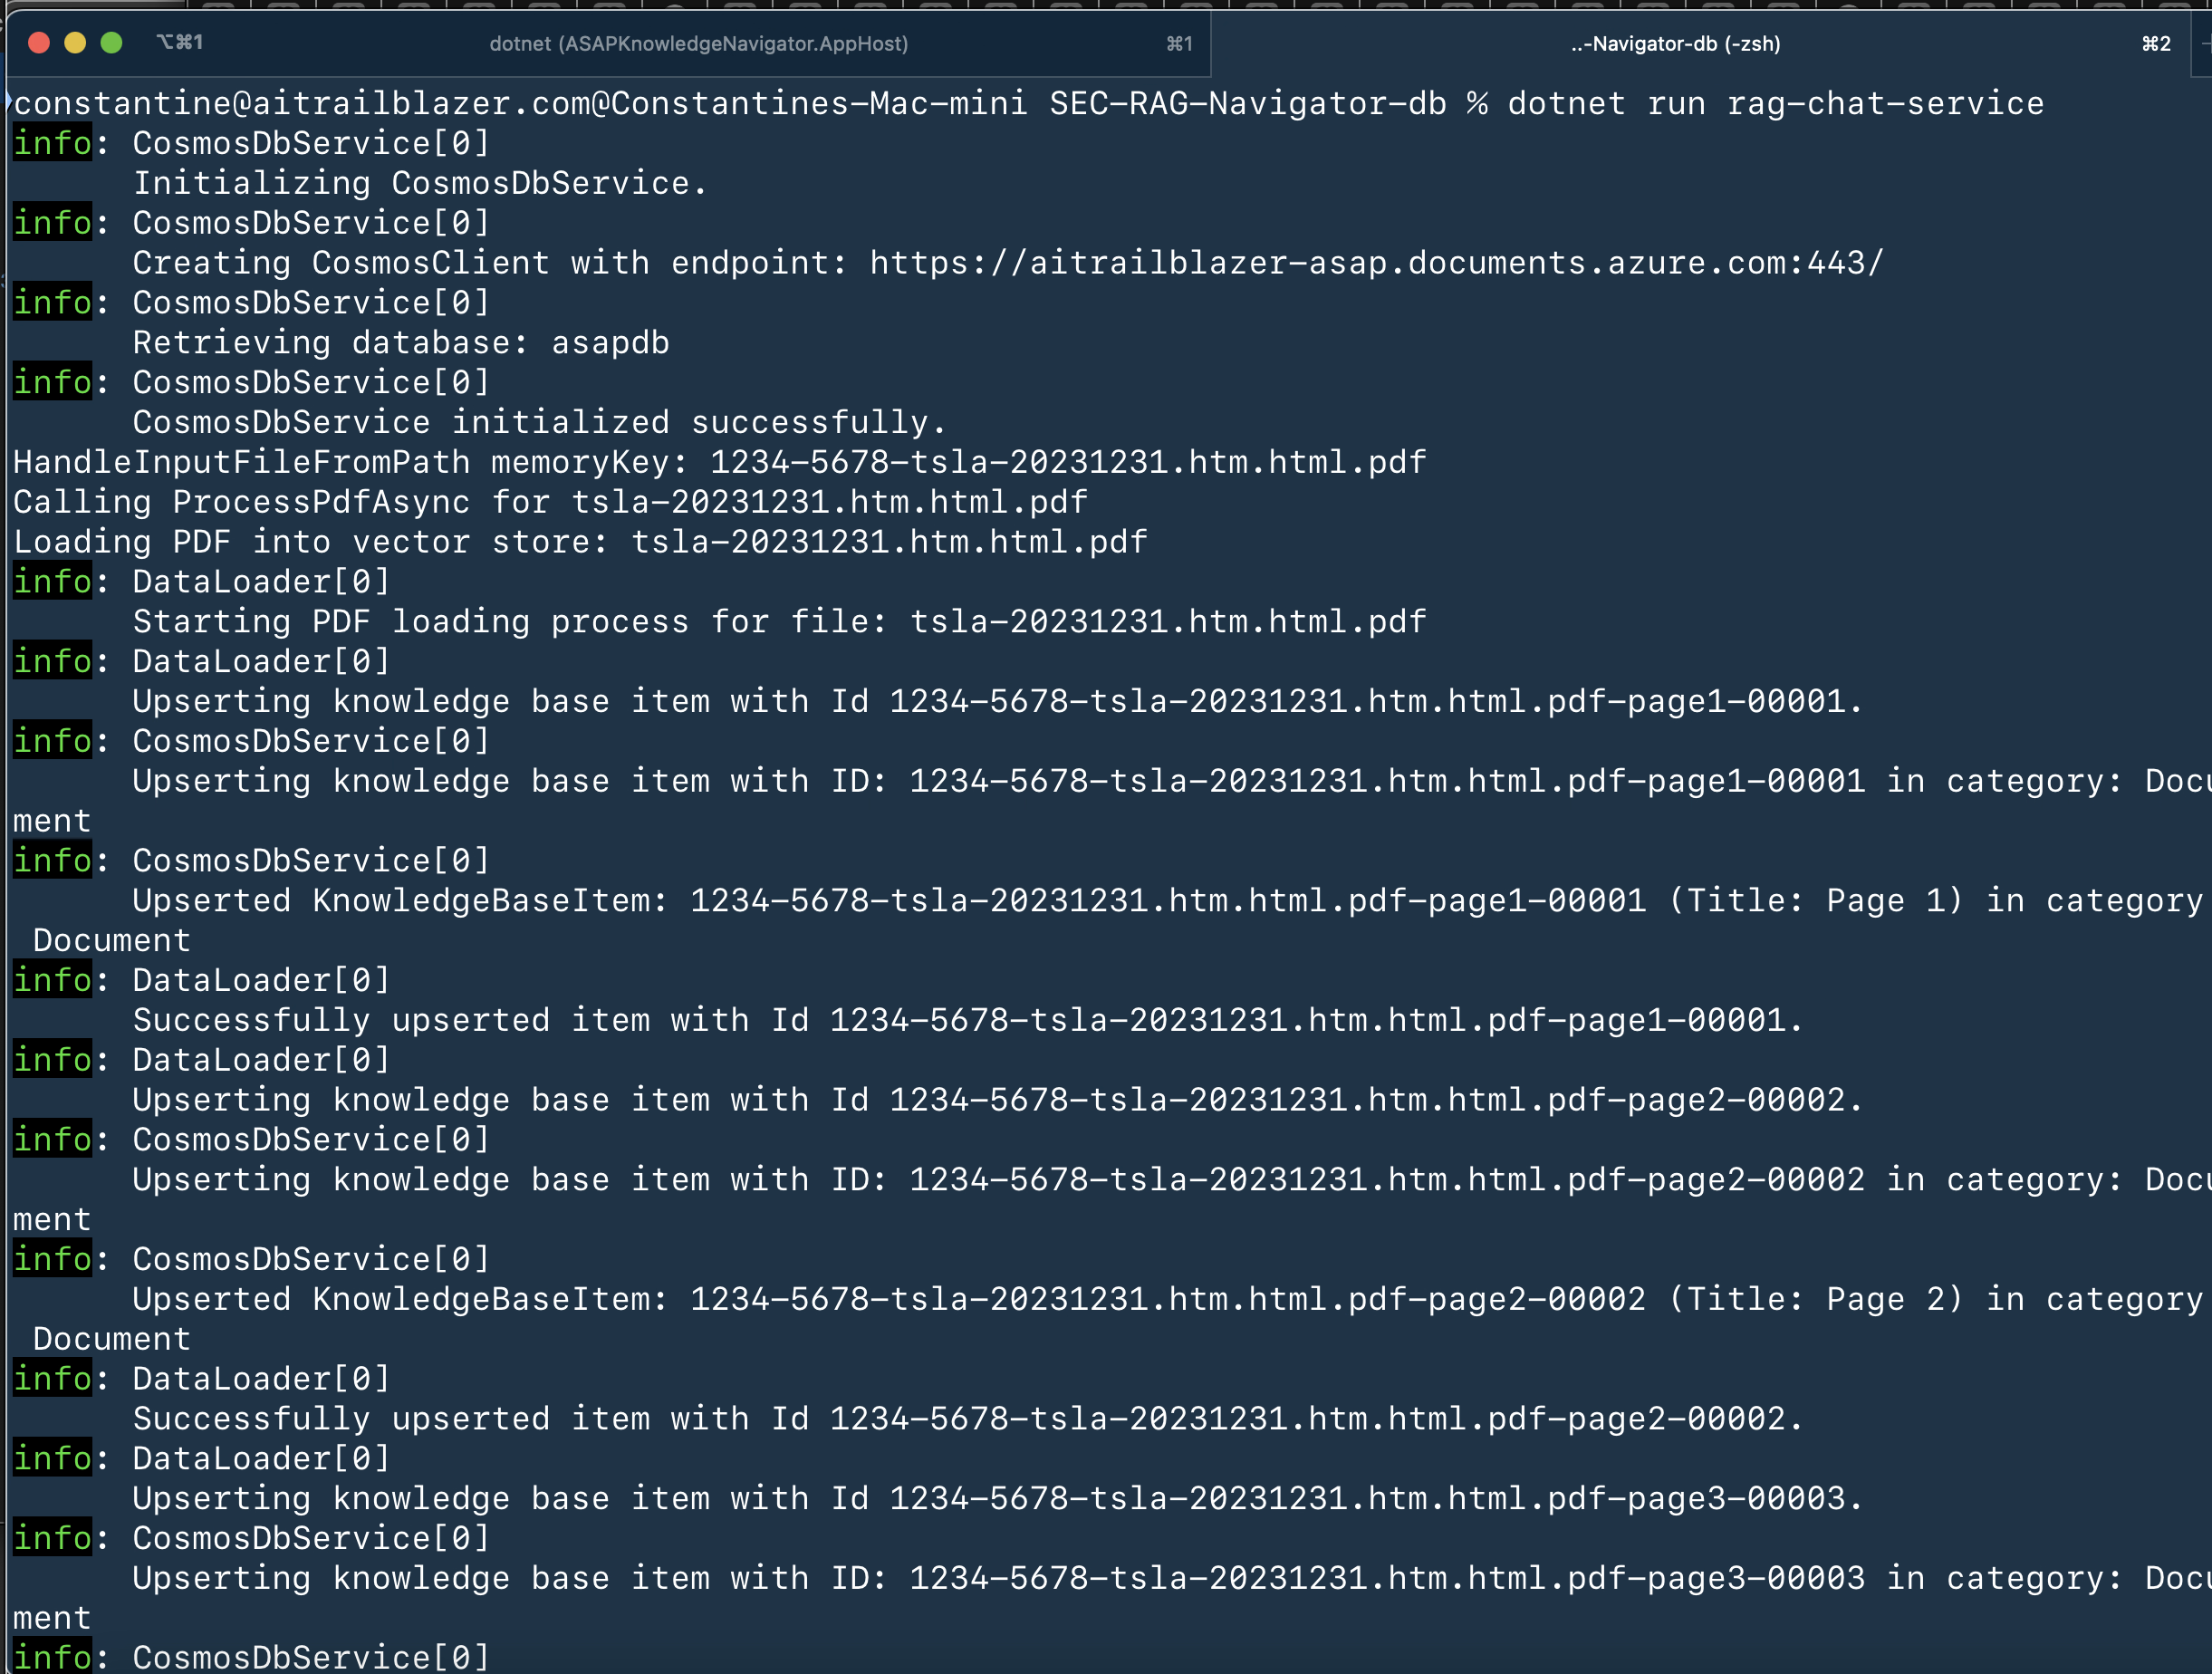 ⌥⌘1 dotnet (ASAPKnowledgeNavigator.AppHost) ⌘1 ..-Navigator-db (-zsh) ⌘2
constantine@aitrailblazer.com@Constantines-Mac-mini SEC-RAG-Navigator-db % dotnet run rag-chat-service
info: CosmosDbService[0]
Initializing CosmosDbService.
info: CosmosDbService[0]
Creating CosmosClient with endpoint: https://aitrailblazer-asap.documents.azure.com:443/
info: CosmosDbService[0]
Retrieving database: asapdb
info: CosmosDbService[0]
CosmosDbService initialized successfully.
HandleInputFileFromPath memoryKey: 1234-5678-tsla-20231231.htm.html.pdf
Calling ProcessPdfAsync for tsla-20231231.htm.html.pdf
Loading PDF into vector store: tsla-20231231.htm.html.pdf
info: DataLoader[0]
Starting PDF loading process for file: tsla-20231231.htm.html.pdf
info: DataLoader[0]
Upserting knowledge base item with Id 1234-5678-tsla-20231231.htm.html.pdf-page1-00001.
info: CosmosDbService[0]
Upserting knowledge base item with ID: 1234-5678-tsla-20231231.htm.html.pdf-page1-00001 in category: Docu
ment
info: CosmosDbService[0]
Upserted KnowledgeBaseItem: 1234-5678-tsla-20231231.htm.html.pdf-page1-00001 (Title: Page 1) in category
Document
info: DataLoader[0]
Successfully upserted item with Id 1234-5678-tsla-20231231.htm.html.pdf-page1-00001.
info: DataLoader[0]
Upserting knowledge base item with Id 1234-5678-tsla-20231231.htm.html.pdf-page2-00002.
info: CosmosDbService[0]
Upserting knowledge base item with ID: 1234-5678-tsla-20231231.htm.html.pdf-page2-00002 in category: Docu
ment
info: CosmosDbService[0]
Upserted KnowledgeBaseItem: 1234-5678-tsla-20231231.htm.html.pdf-page2-00002 (Title: Page 2) in category
Document
info: DataLoader[0]
Successfully upserted item with Id 1234-5678-tsla-20231231.htm.html.pdf-page2-00002.
info: DataLoader[0]
Upserting knowledge base item with Id 1234-5678-tsla-20231231.htm.html.pdf-page3-00003.
info: CosmosDbService[0]
Upserting knowledge base item with ID: 1234-5678-tsla-20231231.htm.html.pdf-page3-00003 in category: Docu
ment
info: CosmosDbService[0]